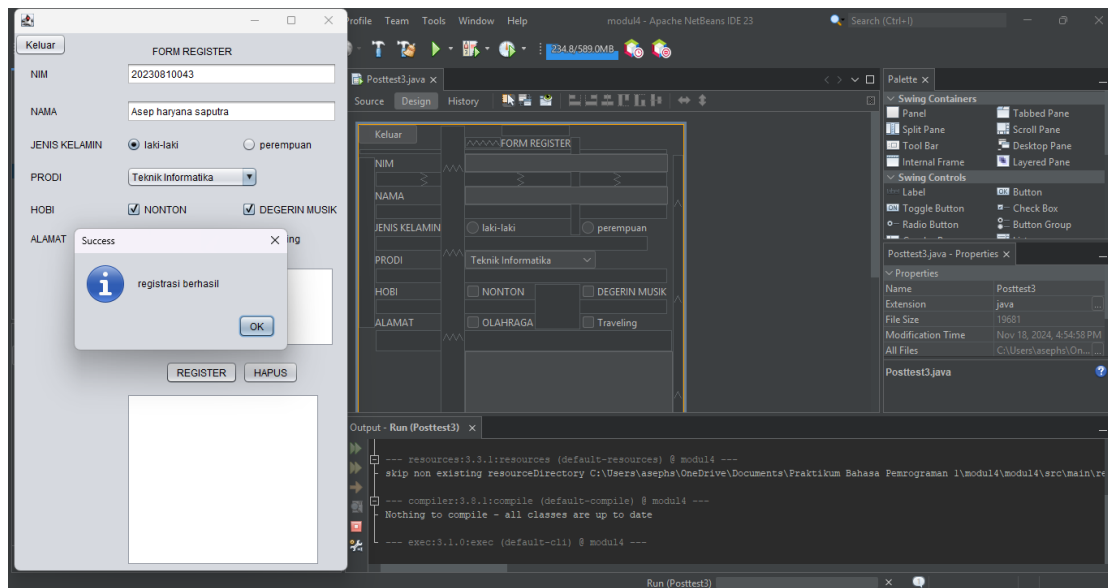 Profile Team Tools Window Help
modul4 - Apache NetBeans IDE 23
Search (Ctrl+I)
234.8/589.0MB
Keluar
FORM REGISTER
NIM
20230810043
NAMA
Asep haryana saputra
JENIS KELAMIN
laki-laki
perempuan
PRODI
Teknik Informatika
HOBI
NONTON
DEGERIN MUSIK
ALAMAT
Success
registrasi berhasil
OK
REGISTER
HAPUS
Posttest3.java
Source Design History
Keluar
FORM REGISTER
NIM
NAMA
JENIS KELAMIN
laki-laki
perempuan
PRODI
Teknik Informatika
HOBI
NONTON
DEGERIN MUSIK
ALAMAT
OLAHRAGA
Traveling
Palette
Swing Containers
Panel
Tabbed Pane
Split Pane
Scroll Pane
Tool Bar
Desktop Pane
Internal Frame
Layered Pane
Swing Controls
Label
Button
Toggle Button
Check Box
Radio Button
Button Group
Posttest3.java - Properties
Properties
Name Posttest3
Extension java
File Size 19681
Modification Time Nov 18, 2024, 4:54:58 PM
All Files C:\Users\asephs\On...
Posttest3.java
Output - Run (Posttest3)
--- resources:3.3.1:resources (default-resources) @ modul4 ---
skip non existing resourceDirectory C:\Users\asephs\OneDrive\Documents\Praktikum Bahasa Pemrograman 1\modul4\modul4\src\main\re
--- compiler:3.8.1:compile (default-compile) @ modul4 ---
Nothing to compile - all classes are up to date
--- exec:3.1.0:exec (default-cli) @ modul4 ---
Run (Posttest3)